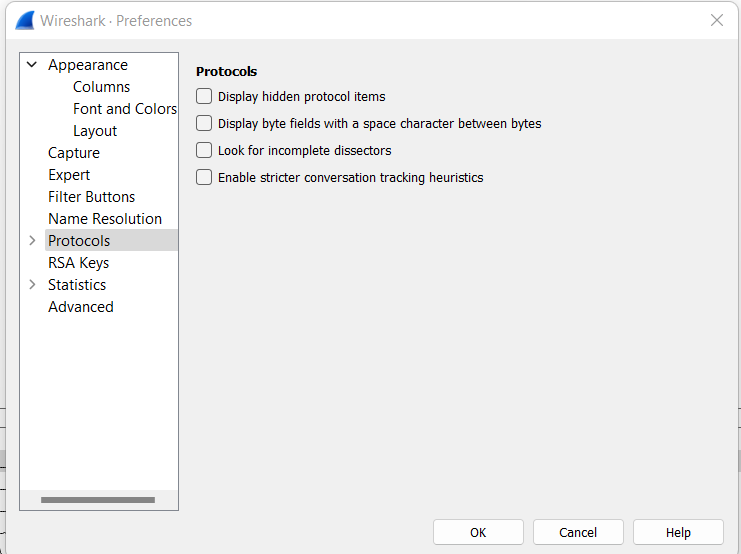 Wireshark · Preferences
Appearance
Columns
Font and Colors
Layout
Capture
Expert
Filter Buttons
Name Resolution
Protocols
RSA Keys
Statistics
Advanced
Protocols
Display hidden protocol items
Display byte fields with a space character between bytes
Look for incomplete dissectors
Enable stricter conversation tracking heuristics
OK
Cancel
Help